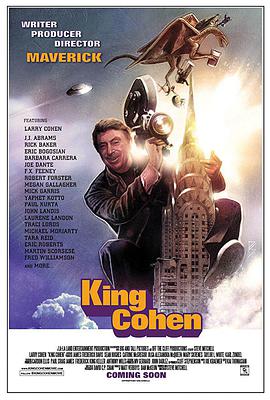 WRITER
PRODUCER
DIRECTOR
MAVERICK
FEATURING
LARRY COHEN
J.J. ABRAMS
RICK BAKER
ERIC BOGOSIAN
BARBARA CARRERA
JOE DANTE
F.X. FEENEY
ROBERT FORSTER
MEGAN GALLAGHER
MICK GARRIS
YAPHET KOTTO
PAUL KURTA
JOHN LANDIS
LAURENE LANDON
TRACI LORDS
MICHAEL MORIARTY
TARA REID
ERIC ROBERTS
MARTIN SCORSESE
FRED WILLIAMSON
AND MORE...
King
Cohen
COMING SOON